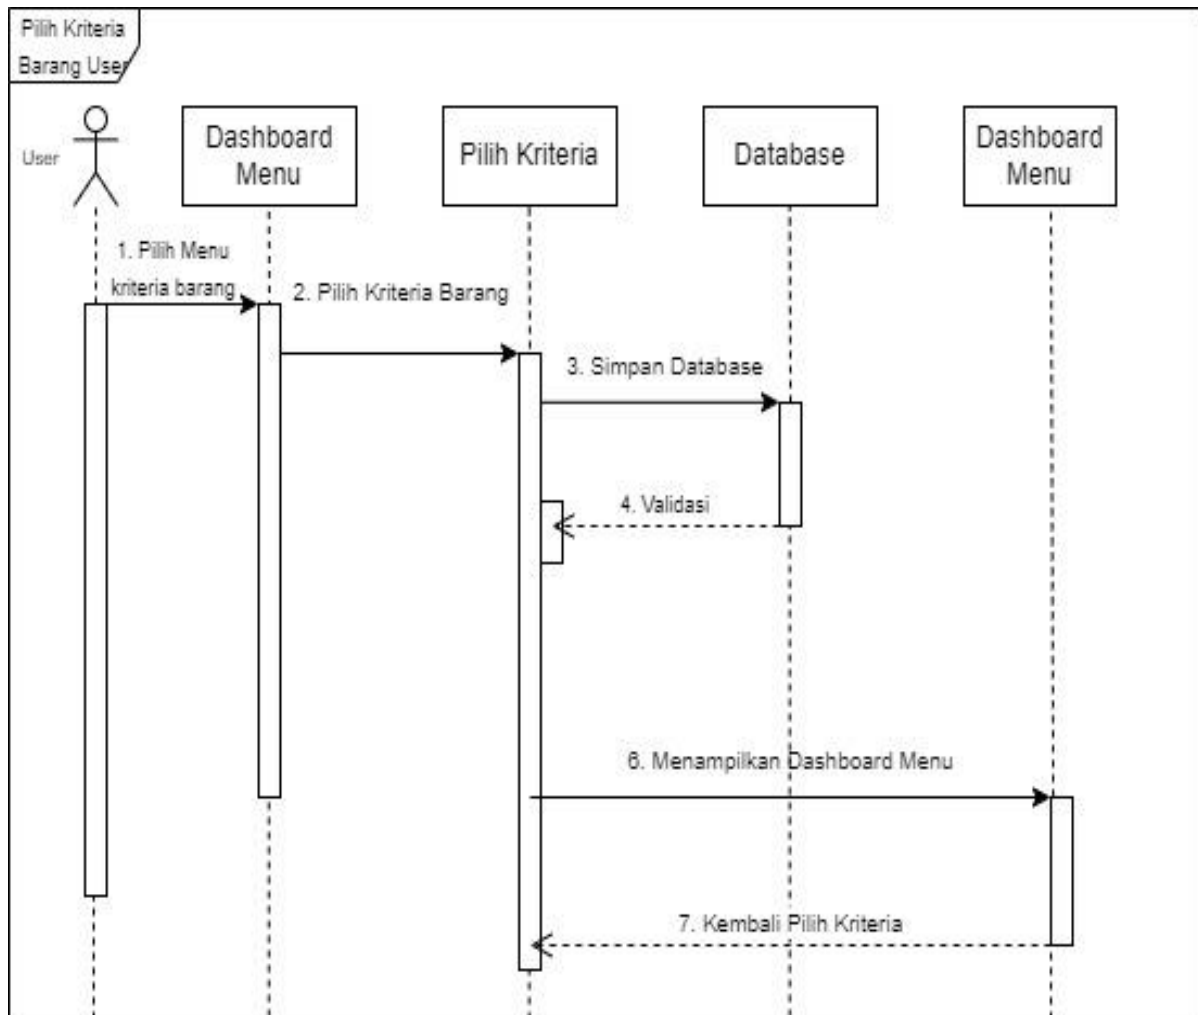 Pilih Kriteria
Barang User
User
Dashboard
Menu
Pilih Kriteria
Database
Dashboard
Menu
1. Pilih Menu
kriteria barang
2. Pilih Kriteria Barang
3. Simpan Database
4. Validasi
6. Menampilkan Dashboard Menu
7. Kembali Pilih Kriteria